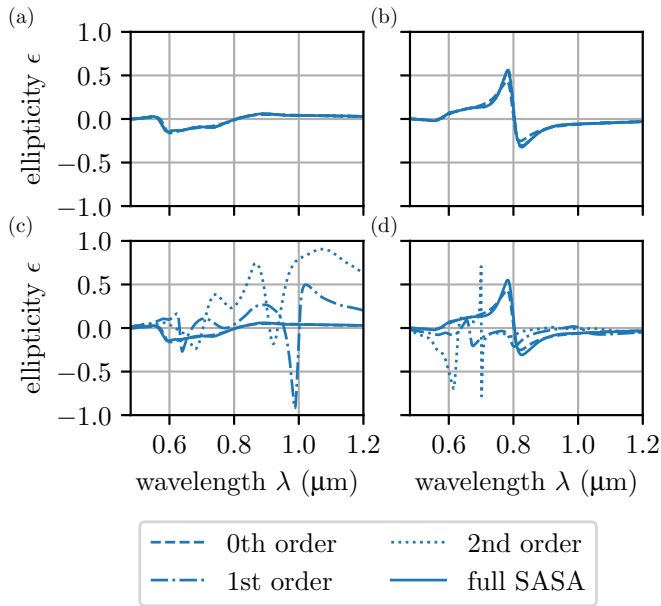 (a)
(b)
1.0
0.5
0.0
−0.5
−1.0
ellipticity ϵ
(c)
(d)
1.0
0.5
0.0
−0.5
−1.0
ellipticity ϵ
0.6 0.8 1.0 1.2
0.6 0.8 1.0 1.2
wavelength λ (µm)
wavelength λ (µm)
0th order
2nd order
1st order
full SASA